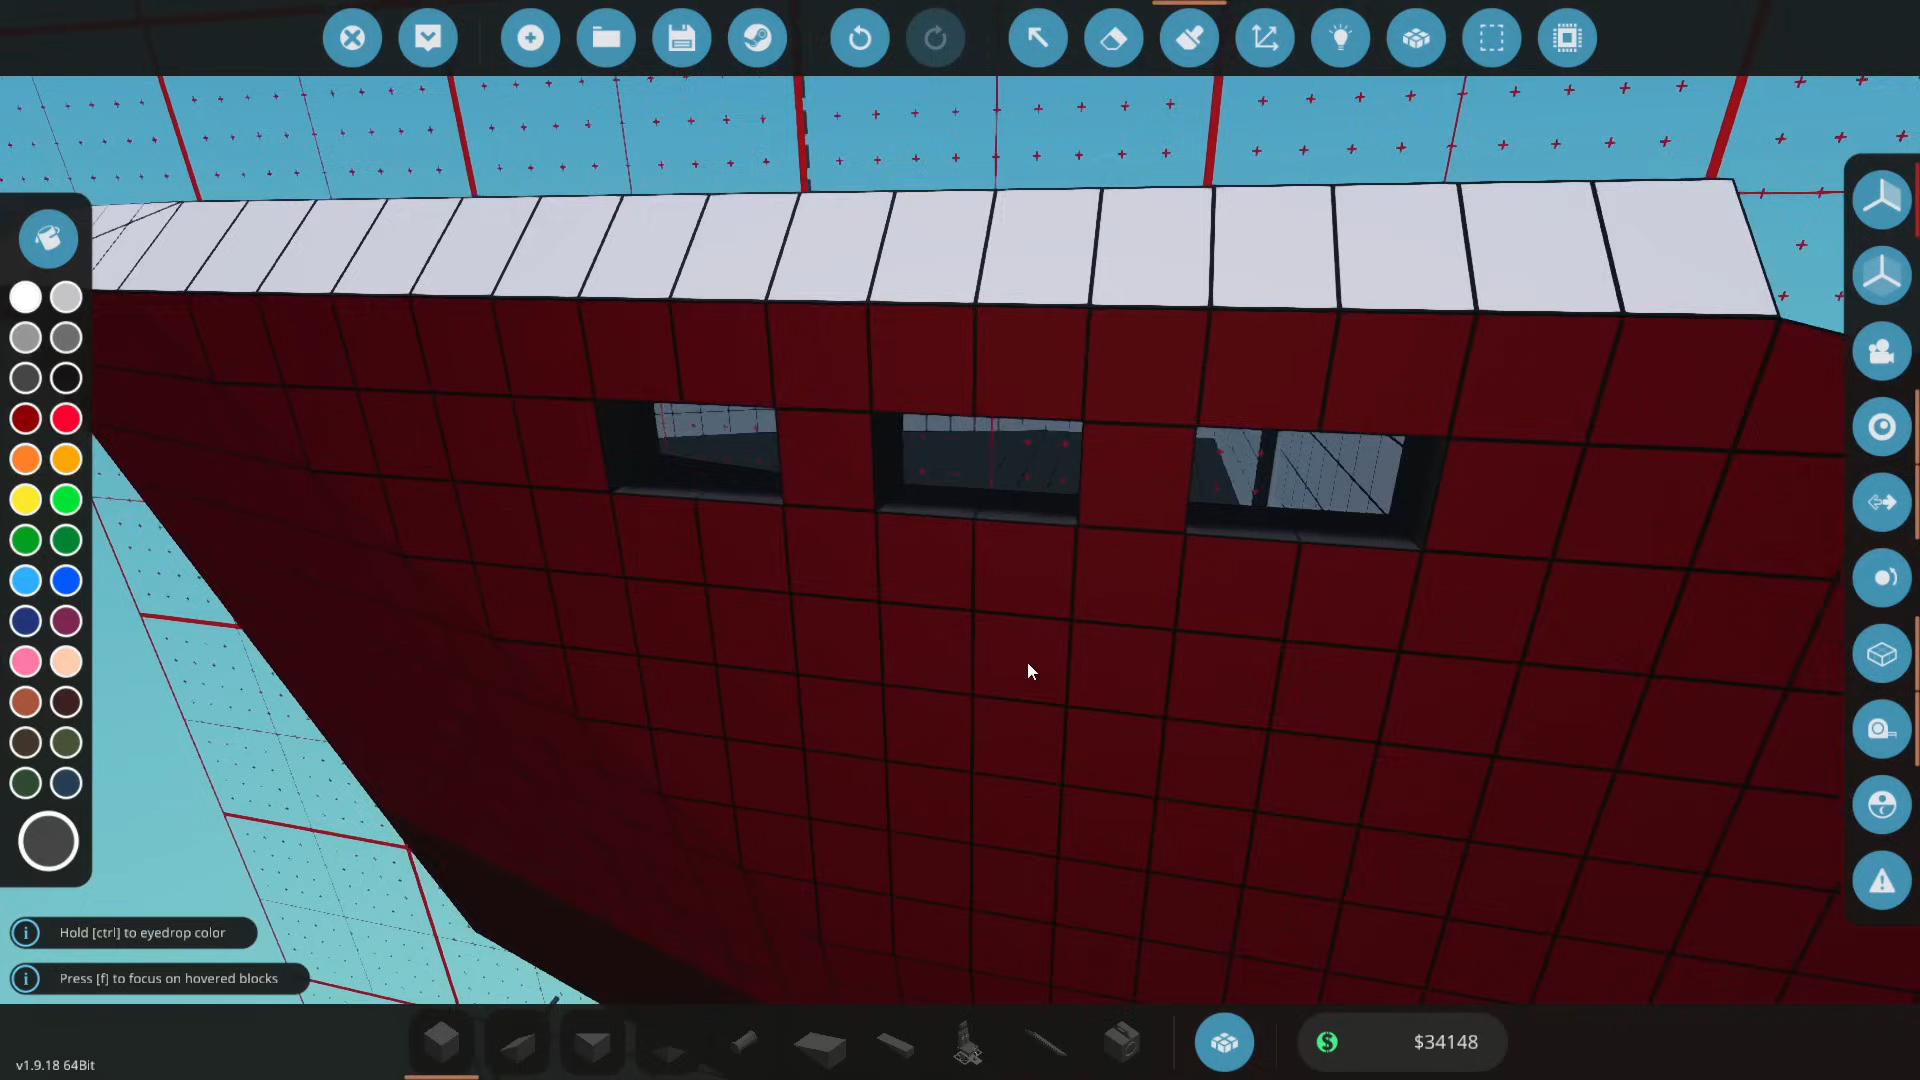 Hold [ctrl] to eyedrop color
Press [f] to focus on hovered blocks
v1.9.18 64Bit
$34148